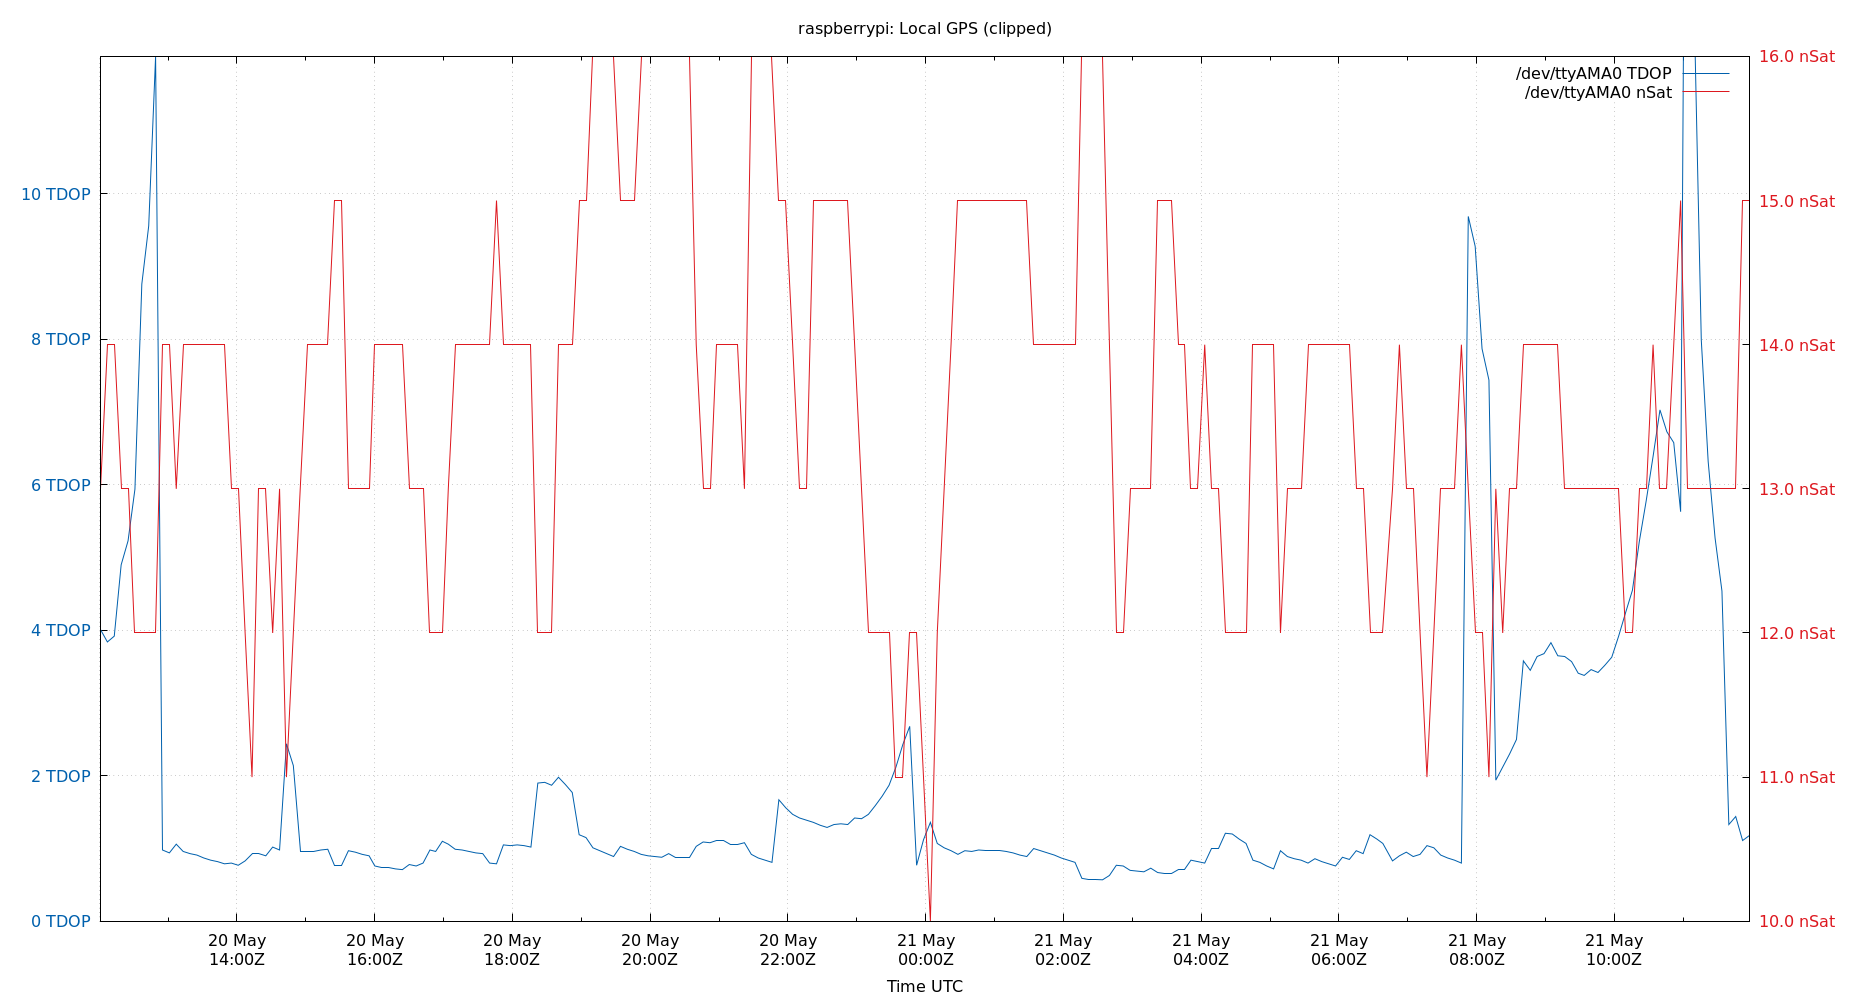 raspberrypi: Local GPS (clipped)
16.0 nSat
/dev/ttyAMA0 TDOP
/dev/ttyAMA0 nSat
10 TDOP
15.0 nSat
8 TDOP
14.0 nSat
6 TDOP
13.0 nSat
4 TDOP
12.0 nSat
2 TDOP
11.0 nSat
0 TDOP
10.0 nSat
20 May 20 May 20 May 20 May 20 May 21 May 21 May 21 May 21 May 21 May 21 May
14:00Z 16:00Z 18:00Z 20:00Z 22:00Z 00:00Z 02:00Z 04:00Z 06:00Z 08:00Z 10:00Z
Time UTC